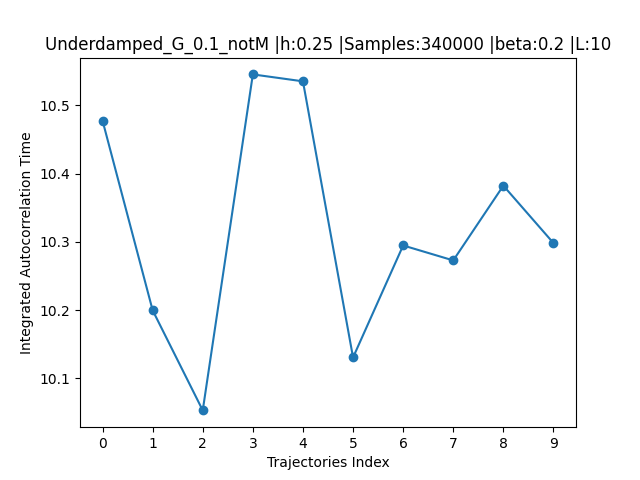 Underdamped_G_0.1_notM |h:0.25 |Samples:340000 |beta:0.2 |L:10
Integrated Autocorrelation Time
10.5
10.4
10.3
10.2
10.1
0 1 2 3 4 5 6 7 8 9
Trajectories Index